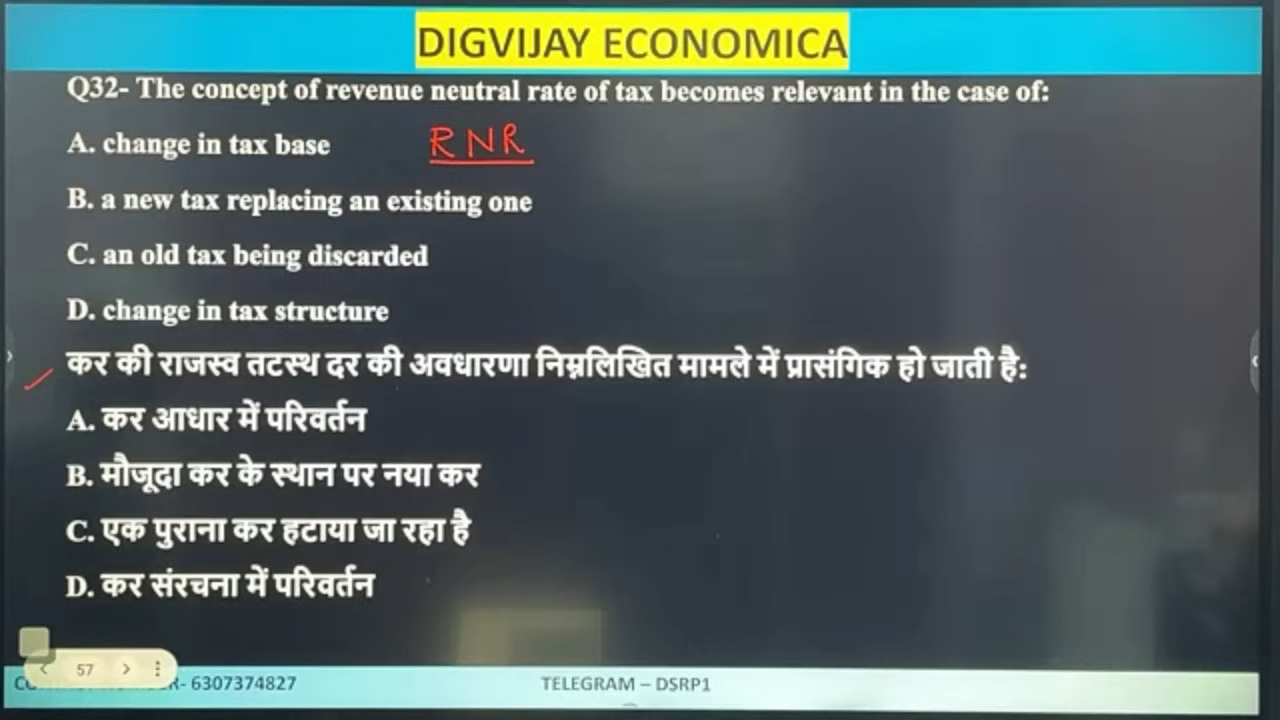 DIGVIJAY ECONOMICA
Q32- The concept of revenue neutral rate of tax becomes relevant in the case of:
A. change in tax base
RNR
B. a new tax replacing an existing one
C. an old tax being discarded
D. change in tax structure
कर की राजस्व तटस्थ दर की अवधारणा निम्नलिखित मामले में प्रासंगिक हो जाती है:
A. कर आधार में परिवर्तन
B. मौजूदा कर के स्थान पर नया कर
C. एक पुराना कर हटाया जा रहा है
D. कर संरचना में परिवर्तन
57
6307374827
TELEGRAM – DSRP1